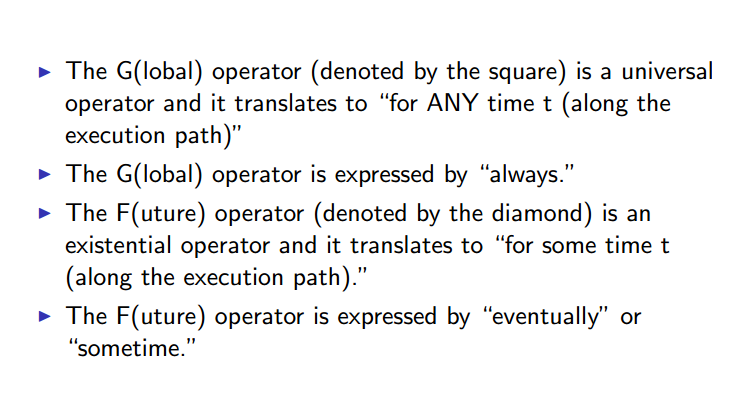 ▶ The G(lobal) operator (denoted by the square) is a universal
operator and it translates to “for ANY time t (along the
execution path)”
▶ The G(lobal) operator is expressed by “always.”
▶ The F(uture) operator (denoted by the diamond) is an
existential operator and it translates to “for some time t
(along the execution path).”
▶ The F(uture) operator is expressed by “eventually” or
“sometime.”